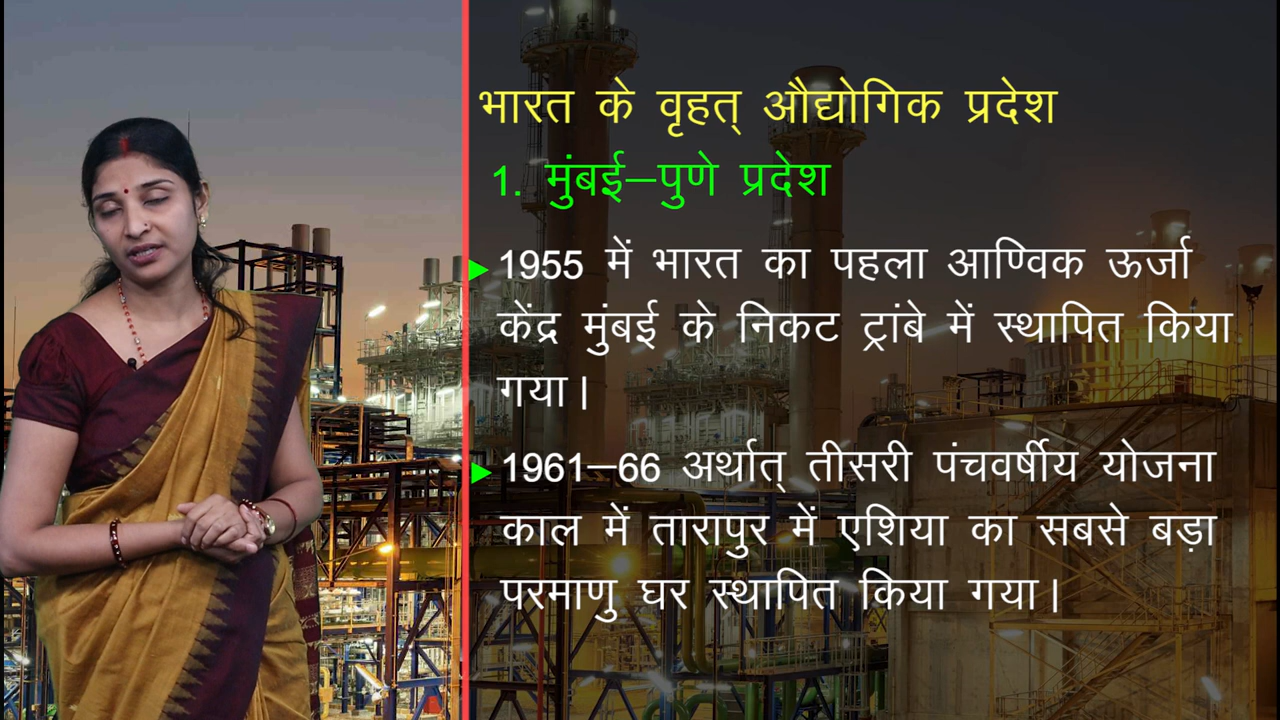 भारत के वृहत् औद्योगिक प्रदेश
1. मुंबई–पुणे प्रदेश
1955 में भारत का पहला आण्विक ऊर्जा
केंद्र मुंबई के निकट ट्रांबे में स्थापित किया
गया।
1961–66 अर्थात् तीसरी पंचवर्षीय योजना
काल में तारापुर में एशिया का सबसे बड़ा
परमाणु घर स्थापित किया गया।